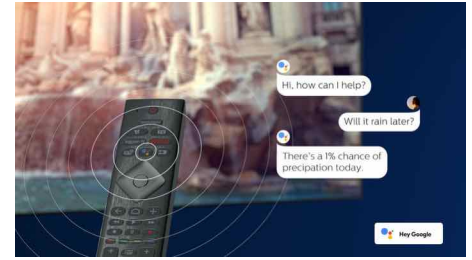 Hi, how can I help?
Will it rain later?
There's a 1% chance of
precipation today.
Hey Google